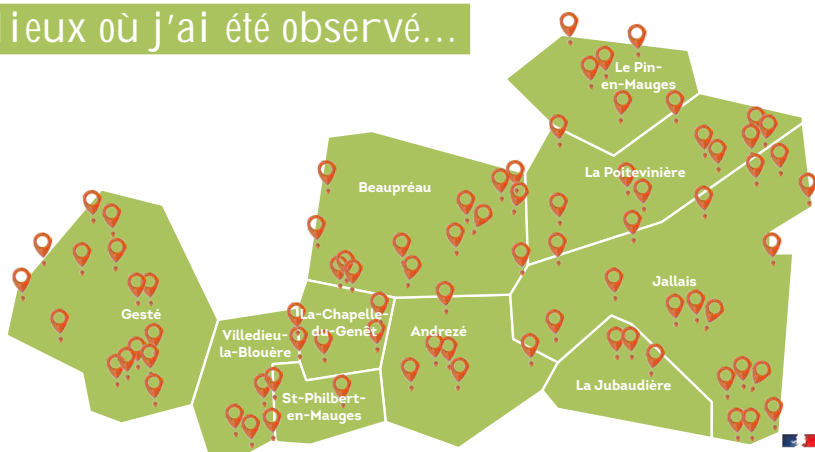 lieux où j'ai été observé...
Le Pin-
en-Mauges
La Poitevinière
Beaupréau
Jallais
Gesté
La-Chapelle-
du-Genêt
Villedieu-
la-Blouère
Andrezé
La Jubaudière
St-Philbert-
en-Mauges